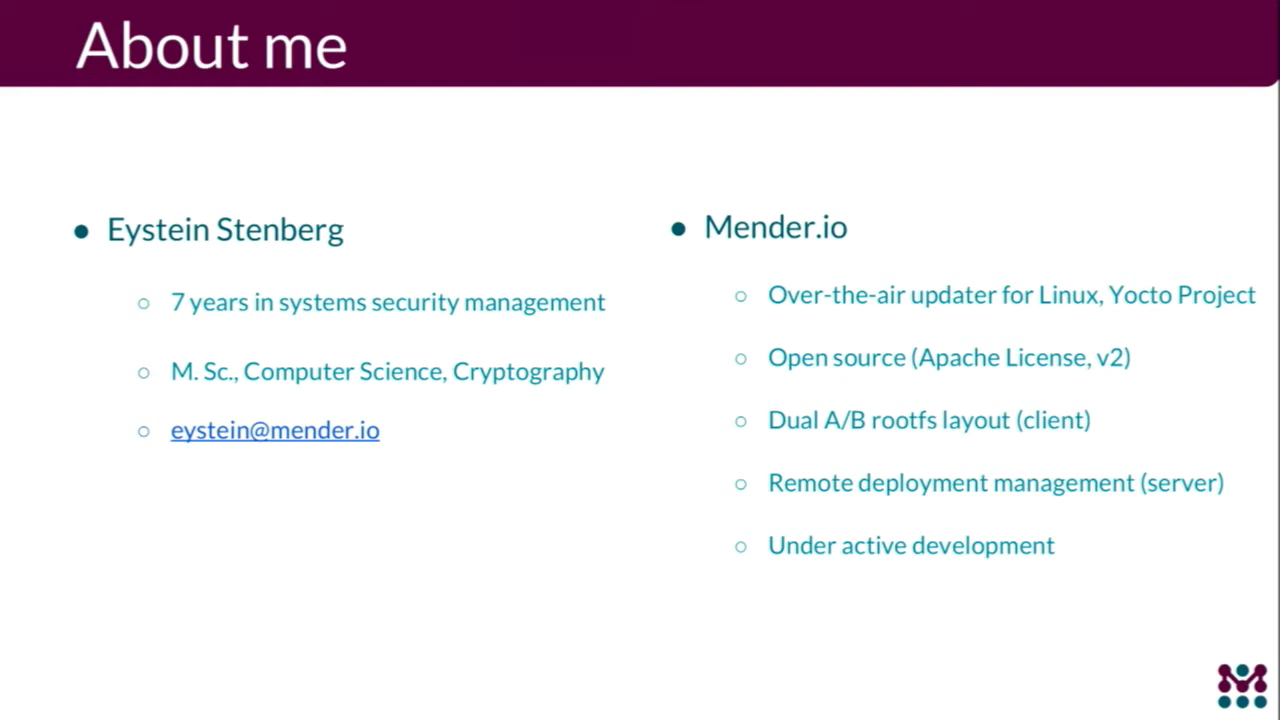 About me
● Eystein Stenberg
○ 7 years in systems security management
○ M. Sc., Computer Science, Cryptography
○ eystein@mender.io
● Mender.io
○ Over-the-air updater for Linux, Yocto Project
○ Open source (Apache License, v2)
○ Dual A/B rootfs layout (client)
○ Remote deployment management (server)
○ Under active development